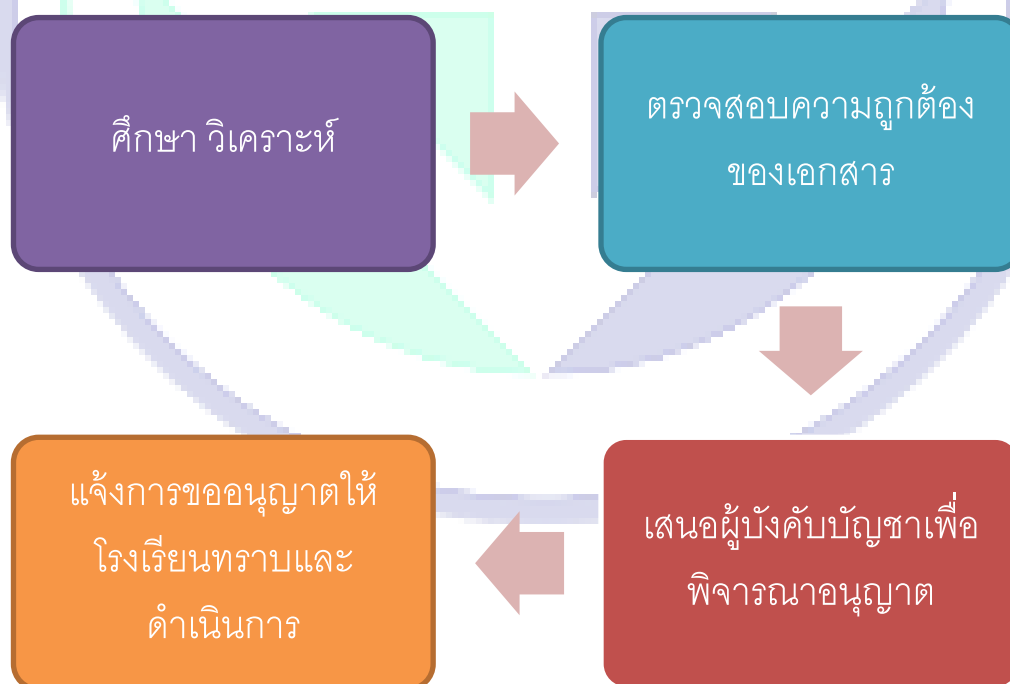 ศึกษา วิเคราะห์
ตรวจสอบความถูกต้อง
ของเอกสาร
เสนอผู้บังคับบัญชาเพื่อ
พิจารณาอนุญาต
แจ้งการขออนุญาตให้
โรงเรียนทราบและ
ดำเนินการ